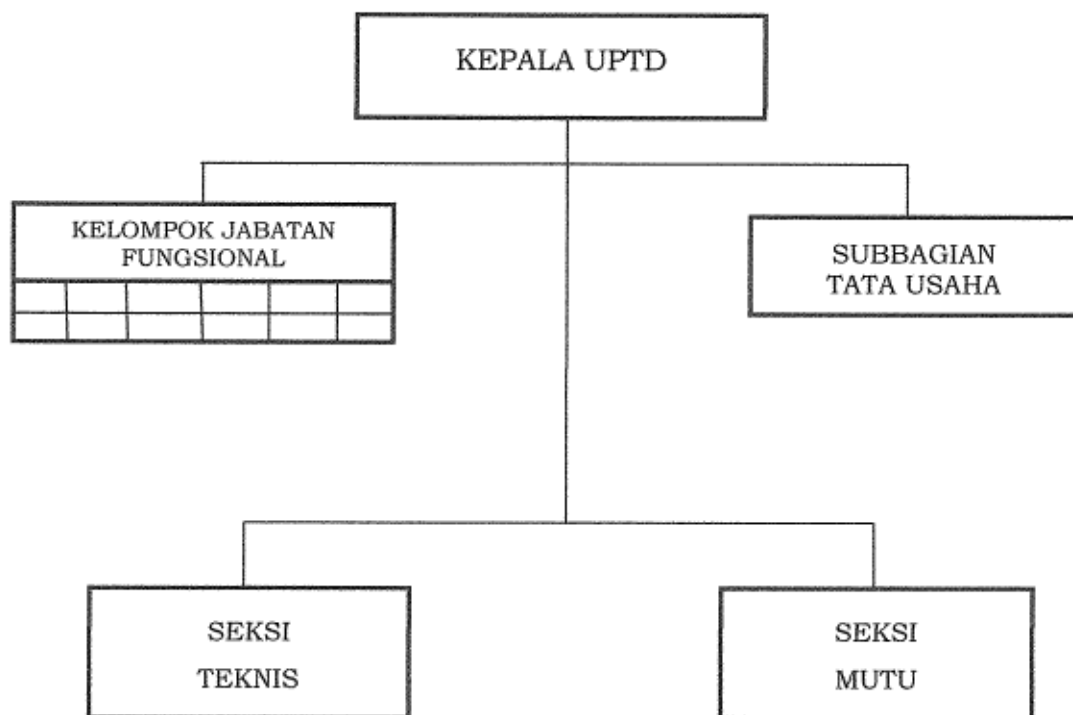 KEPALA UPTD
KELOMPOK JABATAN
FUNGSIONAL
SUBBAGIAN
TATA USAHA
SEKSI
TEKNIS
SEKSI
MUTU